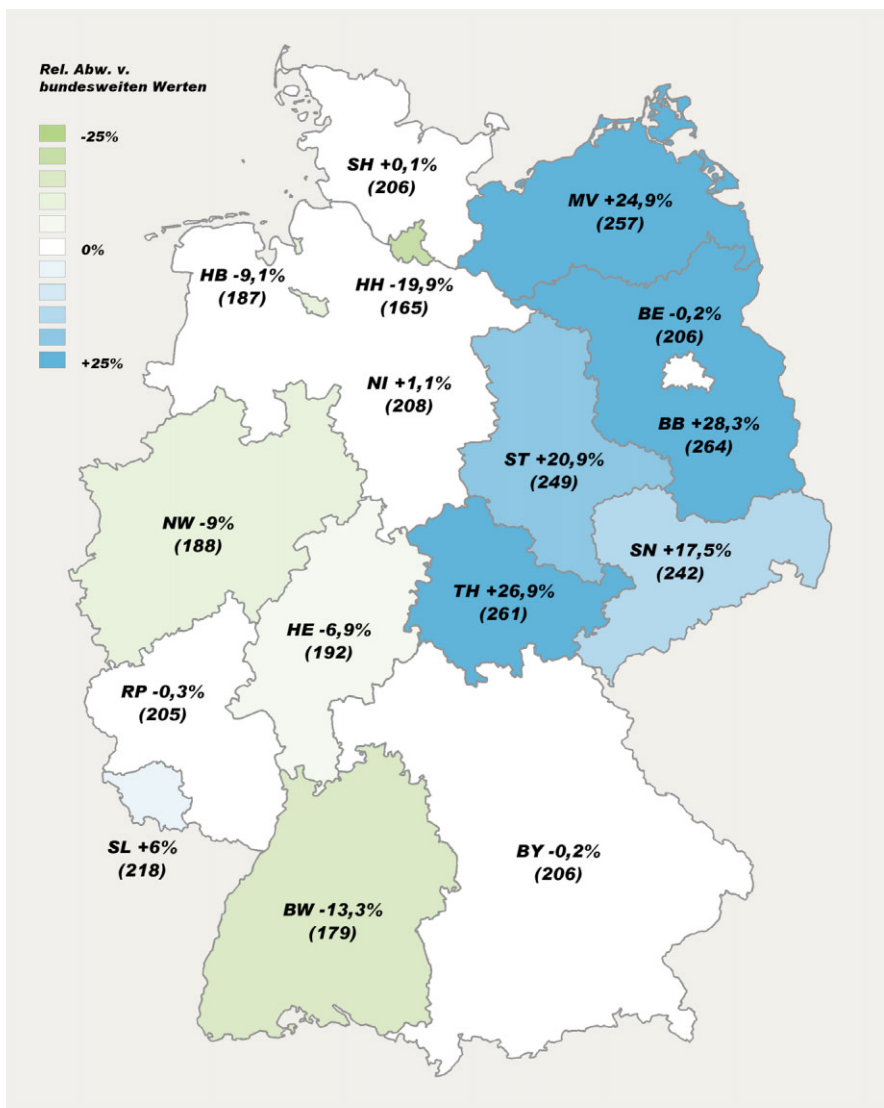 Rel. Abw. v.
bundesweiten Werten
-25%
0%
+25%
SH +0,1%
(206)
MV +24,9%
(257)
HB -9,1%
(187)
HH -19,9%
(165)
BE -0,2%
(206)
NI +1,1%
(208)
BB +28,3%
(264)
ST +20,9%
(249)
NW -9%
(188)
SN +17,5%
(242)
TH +26,9%
(261)
HE -6,9%
(192)
RP -0,3%
(205)
SL +6%
(218)
BY -0,2%
(206)
BW -13,3%
(179)